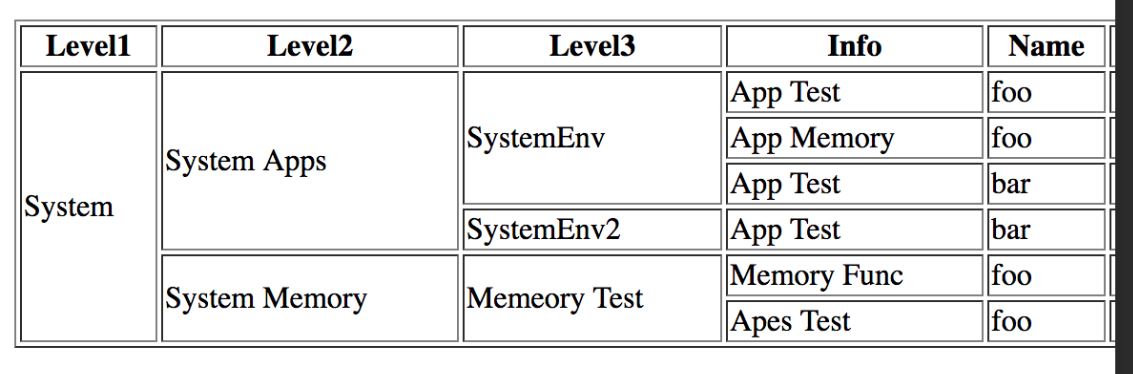 Level1 Level2 Level3 Info Name
System System Apps SystemEnv App Test foo
App Memory foo
App Test bar
SystemEnv2 App Test bar
System Memory Memeory Test Memory Func foo
Apes Test foo